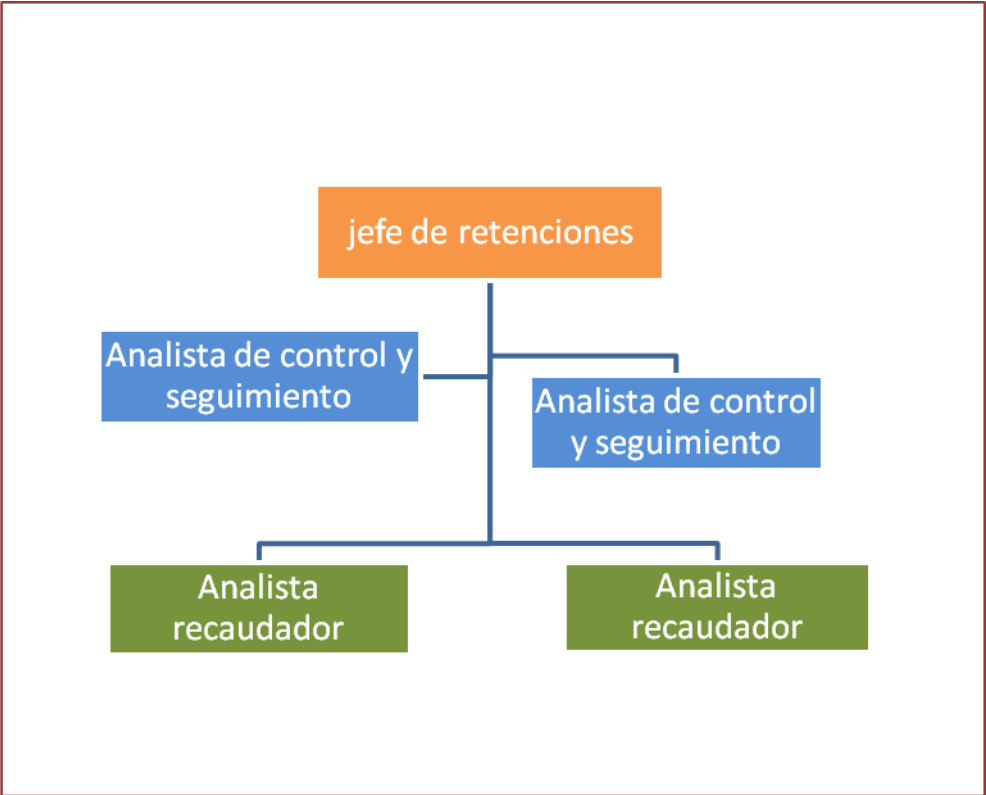 jefe de retenciones
Analista de control y
seguimiento
Analista de control
y seguimiento
Analista
recaudador
Analista
recaudador